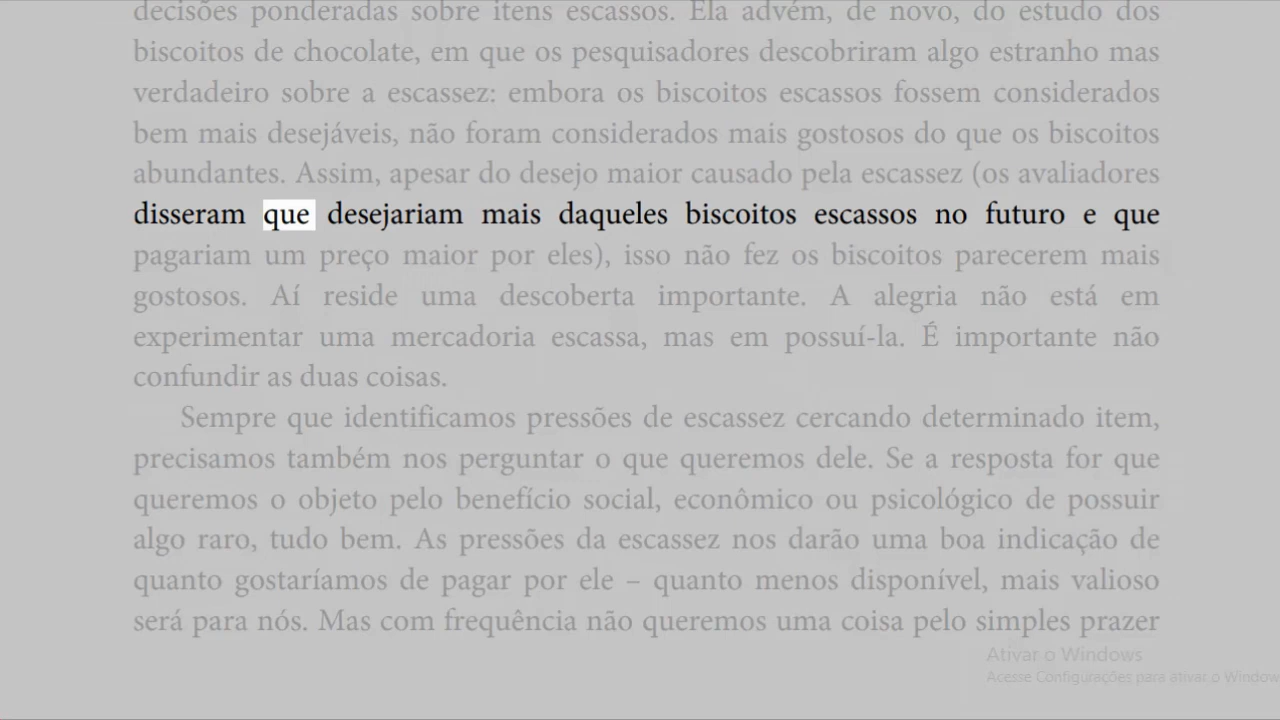 decisões ponderadas sobre itens escassos. Ela advém, de novo, do estudo dos
biscoitos de chocolate, em que os pesquisadores descobriram algo estranho mas
verdadeiro sobre a escassez: embora os biscoitos escassos fossem considerados
bem mais desejáveis, não foram considerados mais gostosos do que os biscoitos
abundantes. Assim, apesar do desejo maior causado pela escassez (os avaliadores
disseram que desejariam mais daqueles biscoitos escassos no futuro e que
pagariam um preço maior por eles), isso não fez os biscoitos parecerem mais
gostosos. Aí reside uma descoberta importante. A alegria não está em
experimentar uma mercadoria escassa, mas em possuí-la. É importante não
confundir as duas coisas.
Sempre que identificamos pressões de escassez cercando determinado item,
precisamos também nos perguntar o que queremos dele. Se a resposta for que
queremos o objeto pelo benefício social, econômico ou psicológico de possuir
algo raro, tudo bem. As pressões da escassez nos darão uma boa indicação de
quanto gostaríamos de pagar por ele – quanto menos disponível, mais valioso
será para nós. Mas com frequência não queremos uma coisa pelo simples prazer
Ativar o Windows
Acesse Configurações para ativar o Window